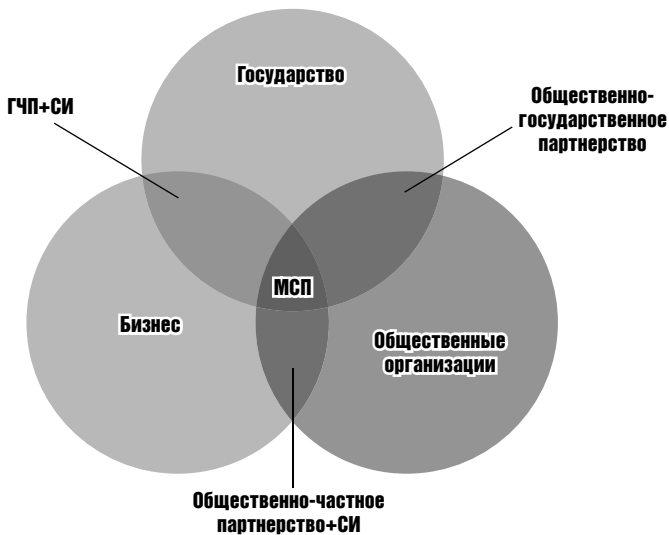 Государство
ГЧП+СИ
Общественно-
государственное
партнерство
МСП
Бизнес
Общественные
организации
Общественно-частное
партнерство+СИ